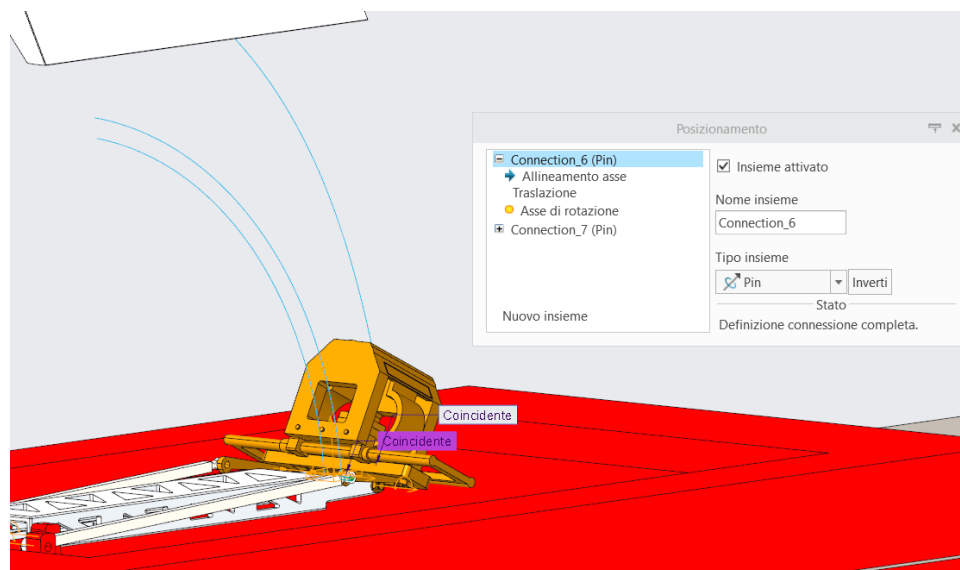 Posizionamento
Connection_6 (Pin)
Allineamento asse
Traslazione
Asse di rotazione
Connection_7 (Pin)
Nuovo insieme
Insieme attivato
Nome insieme
Connection_6
Tipo insieme
Pin
Inverti
Stato
Definizione connessione completa.
Coincidente
Coincidente